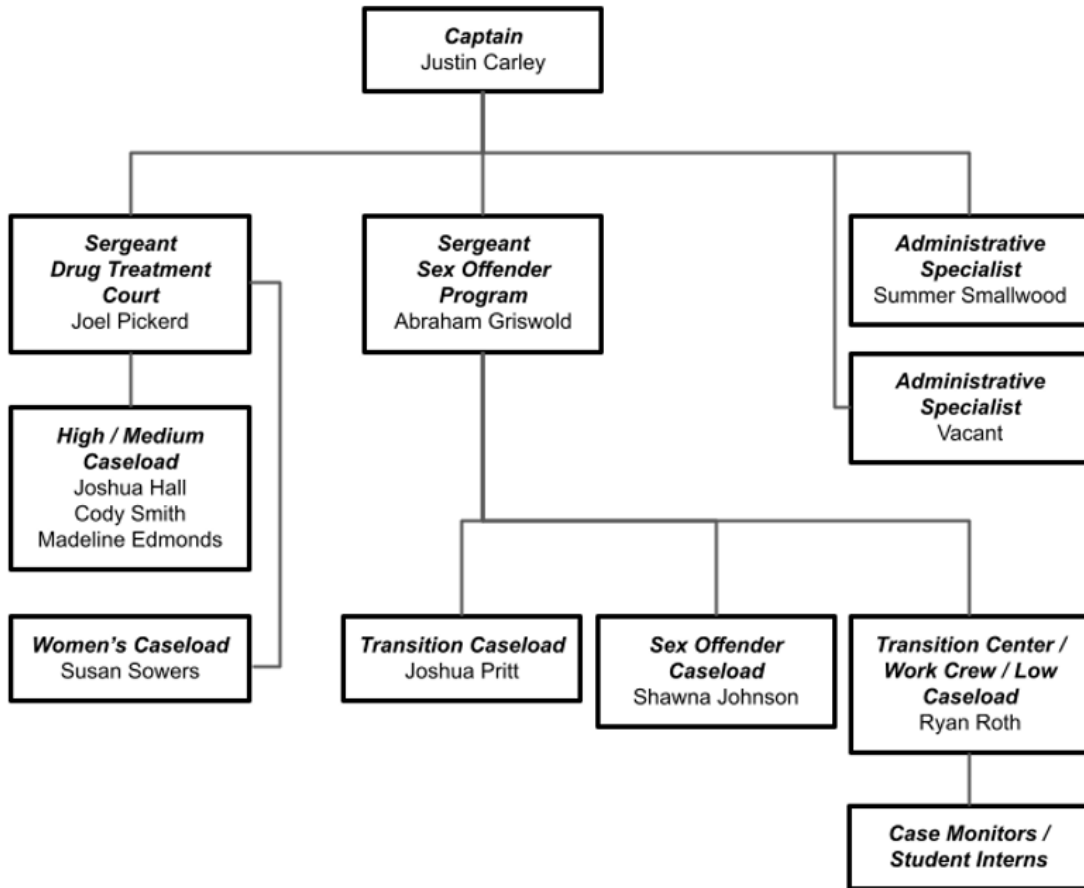 Captain
Justin Carley
Sergeant
Drug Treatment
Court
Joel Pickerd
Sergeant
Sex Offender
Program
Abraham Griswold
Administrative
Specialist
Summer Smallwood
Administrative
Specialist
Vacant
High / Medium
Caseload
Joshua Hall
Cody Smith
Madeline Edmonds
Women's Caseload
Susan Sowers
Transition Caseload
Joshua Pritt
Sex Offender
Caseload
Shawna Johnson
Transition Center /
Work Crew / Low
Caseload
Ryan Roth
Case Monitors /
Student Interns